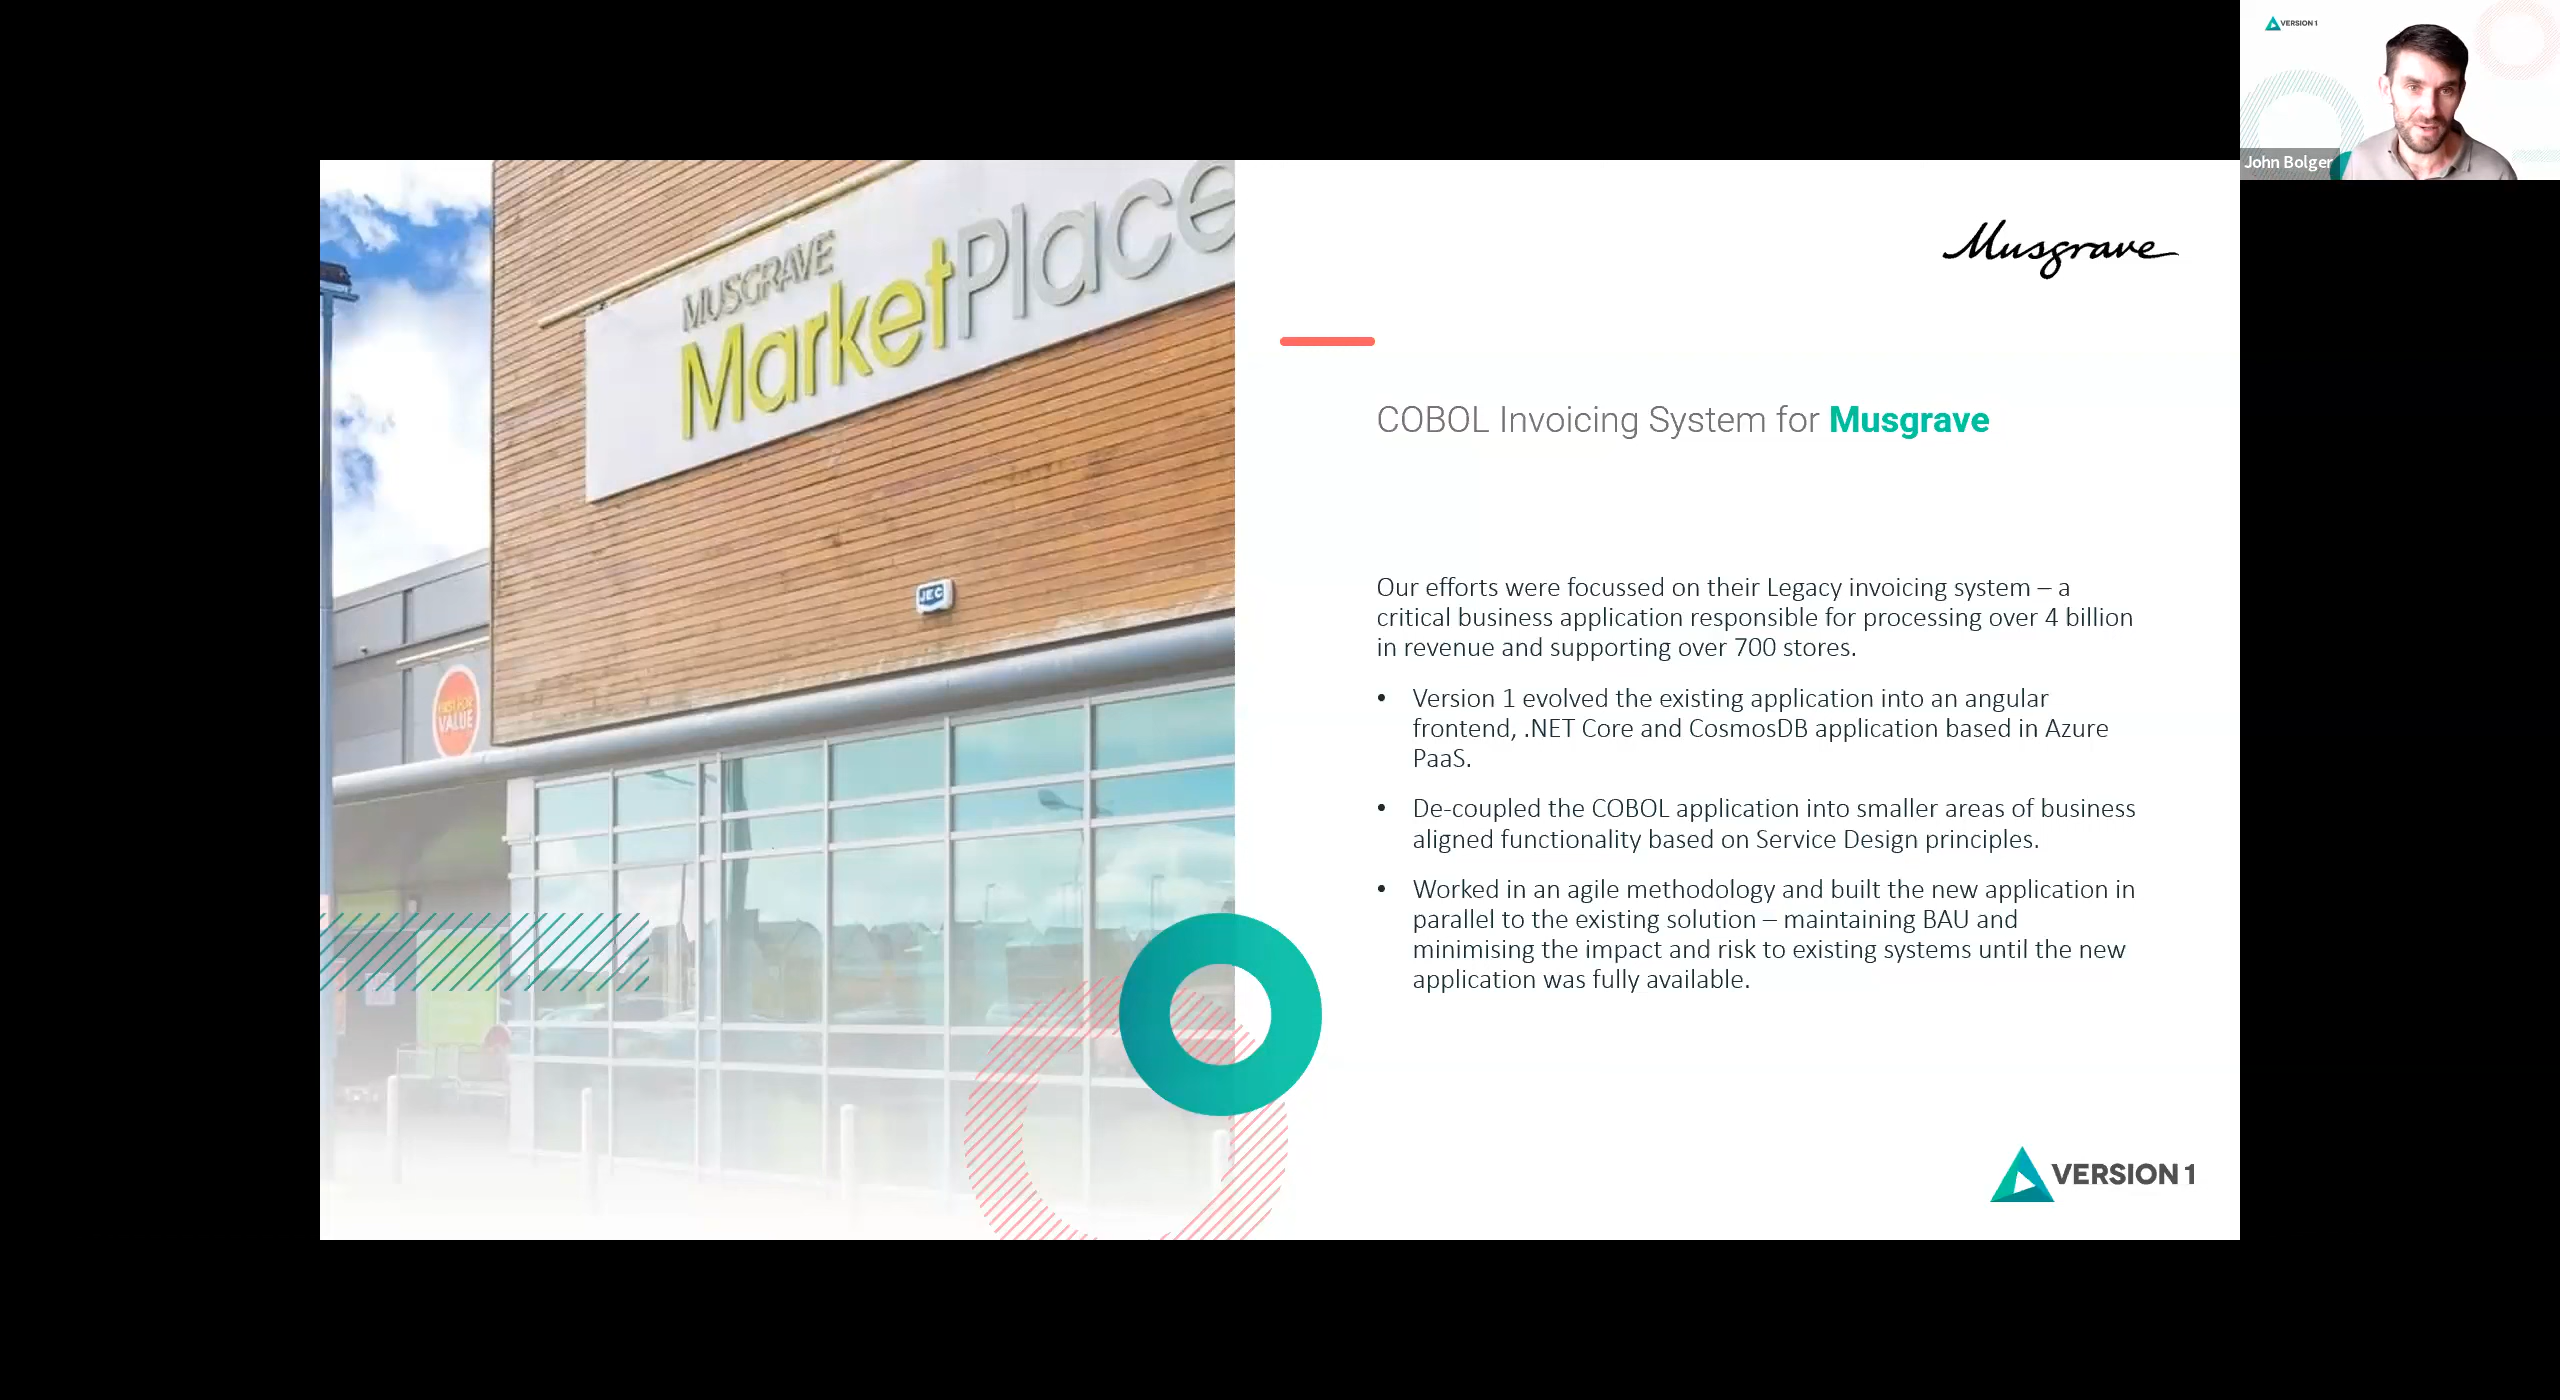 VERSION 1
John Bolger
MUSGRAVE
MarketPlace
JEC
FIRST FOR
VALUE
Musgrave
COBOL Invoicing System for Musgrave
Our efforts were focussed on their Legacy invoicing system – a
critical business application responsible for processing over 4 billion
in revenue and supporting over 700 stores.
• Version 1 evolved the existing application into an angular
frontend, .NET Core and CosmosDB application based in Azure
PaaS.
• De-coupled the COBOL application into smaller areas of business
aligned functionality based on Service Design principles.
• Worked in an agile methodology and built the new application in
parallel to the existing solution – maintaining BAU and
minimising the impact and risk to existing systems until the new
application was fully available.
VERSION 1